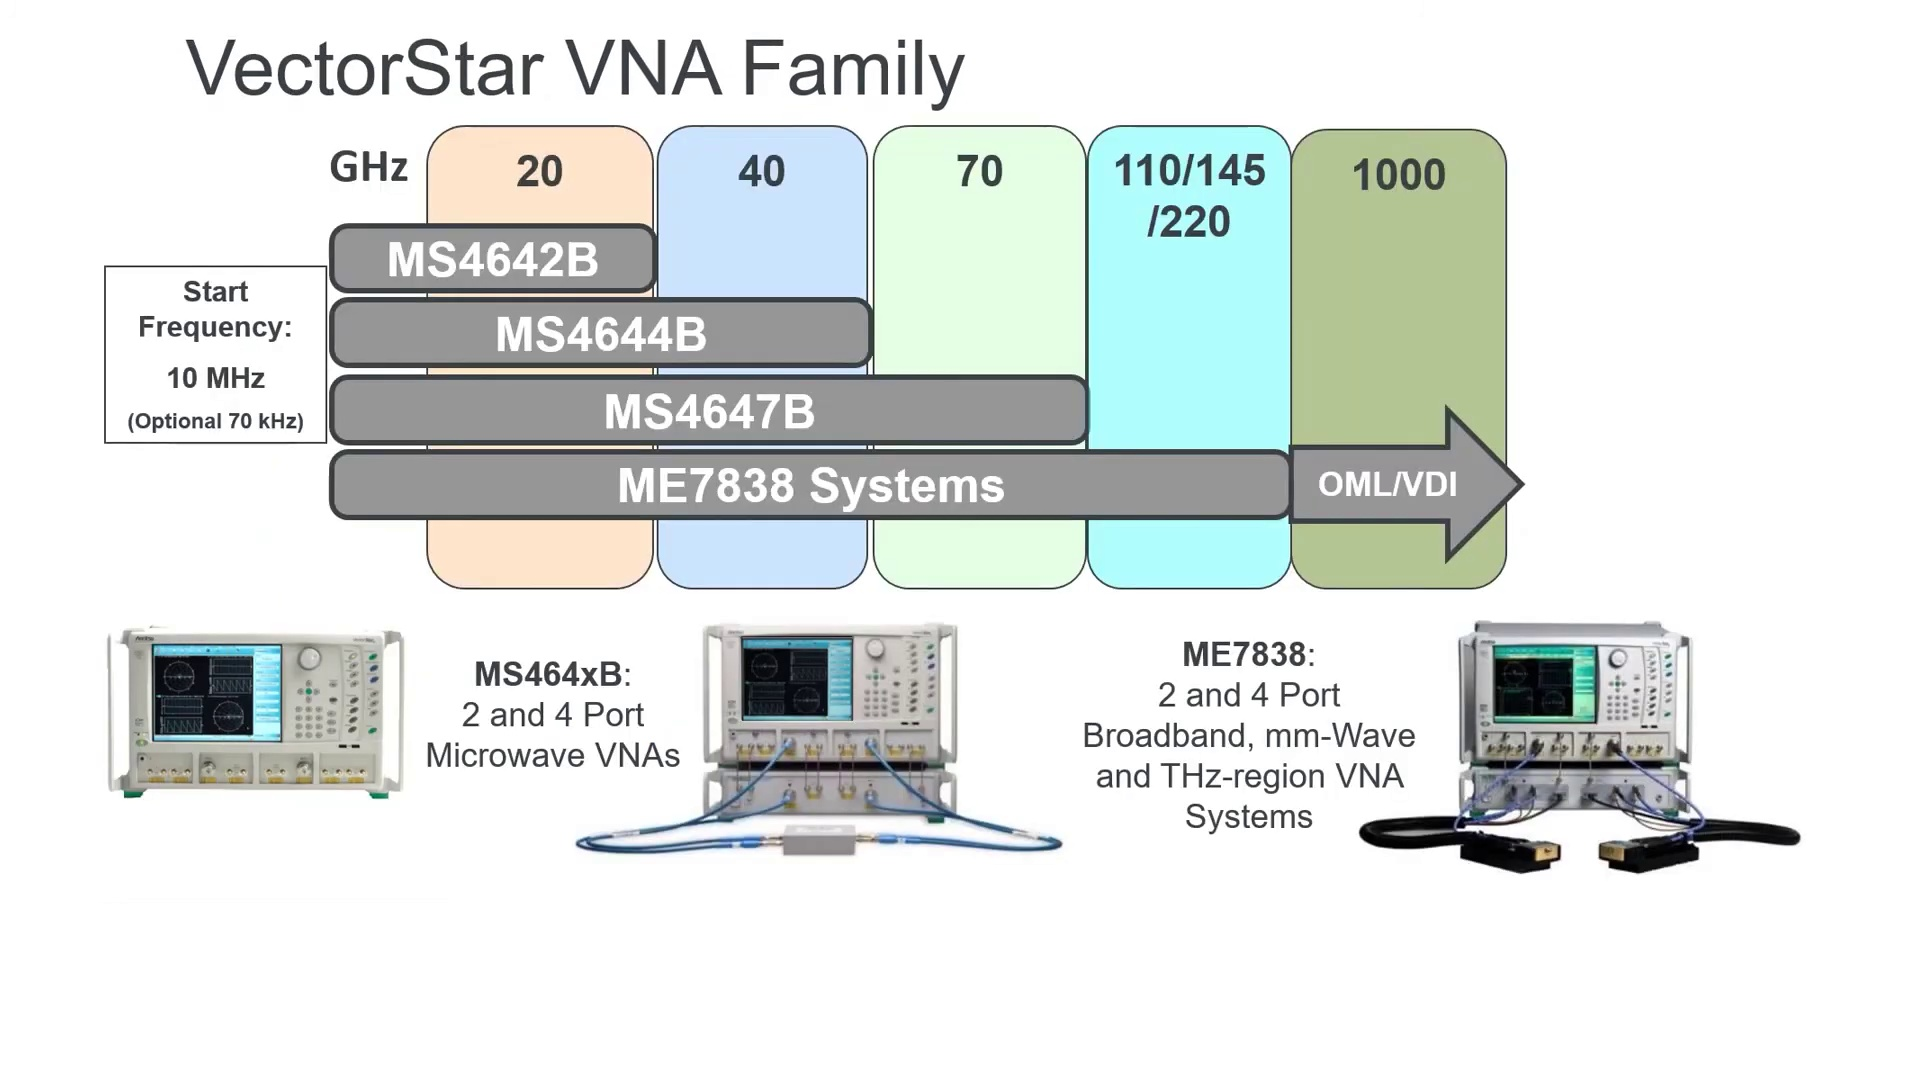 VectorStar VNA Family
GHz
20
40
70
110/145
/220
1000
MS4642B
MS4644B
MS4647B
ME7838 Systems
OML/VDI
Start
Frequency:
10 MHz
(Optional 70 kHz)
MS464xB:
2 and 4 Port
Microwave VNAs
ME7838:
2 and 4 Port
Broadband, mm-Wave
and THz-region VNA
Systems